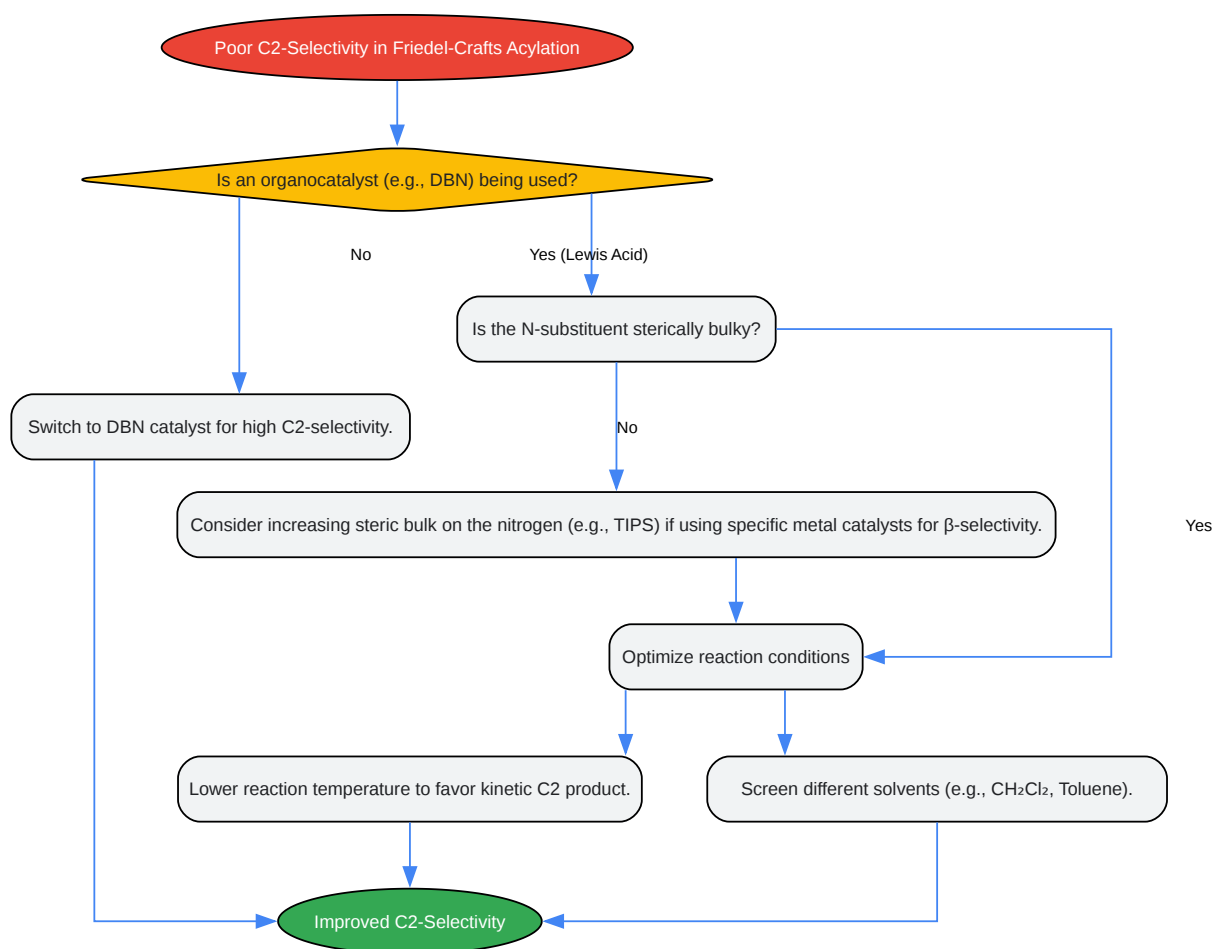 Poor C2-Selectivity in Friedel-Crafts Acylation
Is an organocatalyst (e.g., DBN) being used?
No
Yes (Lewis Acid)
Is the N-substituent sterically bulky?
Switch to DBN catalyst for high C2-selectivity.
No
Consider increasing steric bulk on the nitrogen (e.g., TIPS) if using specific metal catalysts for β-selectivity.
Yes
Optimize reaction conditions
Lower reaction temperature to favor kinetic C2 product.
Screen different solvents (e.g., CH₂Cl₂, Toluene).
Improved C2-Selectivity